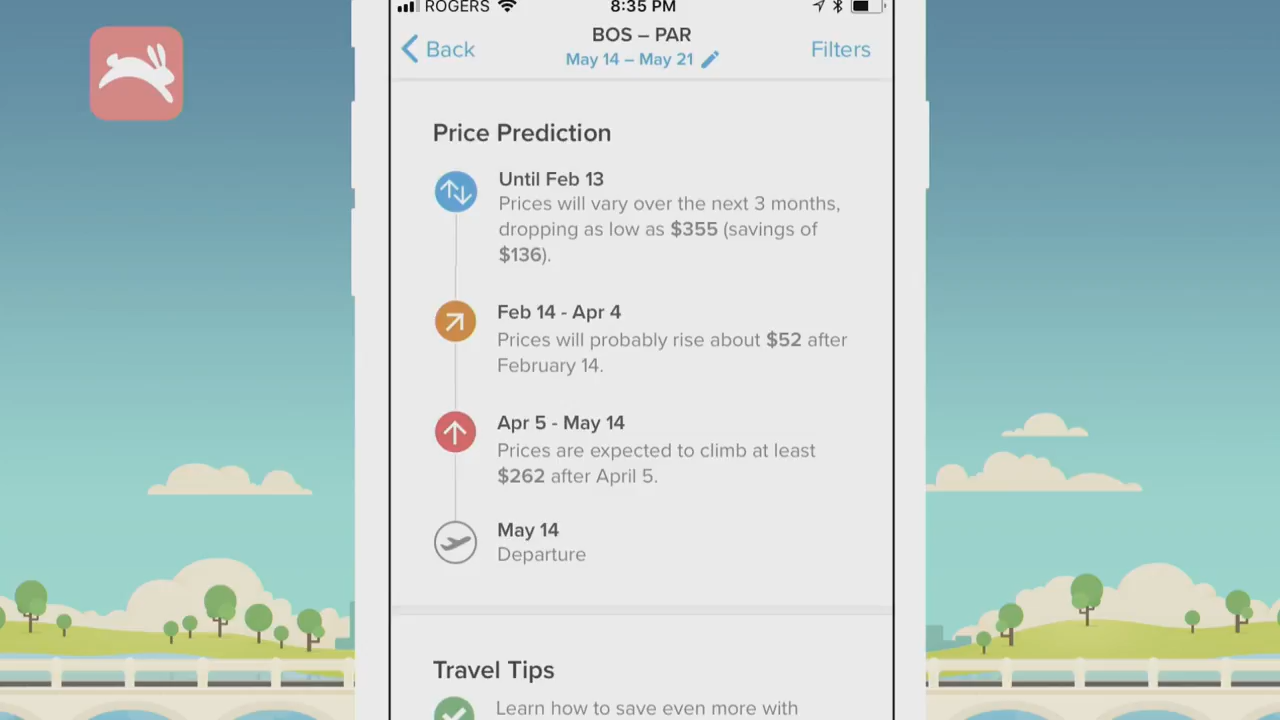 ROGERS 8:35 PM
Back BOS – PAR Filters
May 14 – May 21
Price Prediction
Until Feb 13
Prices will vary over the next 3 months,
dropping as low as $355 (savings of
$136).
Feb 14 - Apr 4
Prices will probably rise about $52 after
February 14.
Apr 5 - May 14
Prices are expected to climb at least
$262 after April 5.
May 14
Departure
Travel Tips
Learn how to save even more with